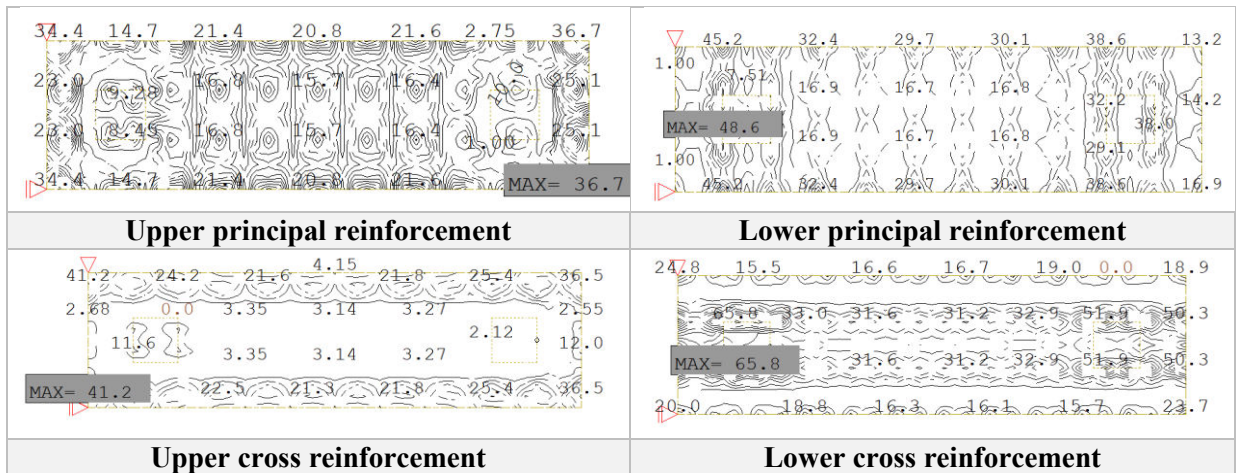 34.4 14.7 21.4 20.8 21.6 2.75 36.7
23.0 9.28 16.8 15.7 16.4 25.1
23.0 8.49 16.8 15.7 16.4 1.00 25.1
34.4 14.7 21.4 20.8 21.6
MAX= 36.7
Upper principal reinforcement
45.2 32.4 29.7 30.1 38.6 13.2
1.00 7.51 16.9 16.7 16.8 32.2 14.2
MAX= 48.6 38.0
16.9 16.7 16.8 29.1
1.00
45.2 32.4 29.7 30.1 38.6 16.9
Lower principal reinforcement
4.15
41.2 24.2 21.6 21.8 25.4 36.5
2.68 0.0 3.35 3.14 3.27 2.55
11.6 2.12 12.0
3.35 3.14 3.27
MAX= 41.2 22.5 21.3 21.8 25.4 36.5
Upper cross reinforcement
24.8 15.5 16.6 16.7 19.0 0.0 18.9
65.8 33.0 31.6 31.2 32.9 51.9 50.3
MAX= 65.8 31.6 31.2 32.9 51.9 50.3
20.0 18.8 16.3 16.1 15.7 23.7
Lower cross reinforcement